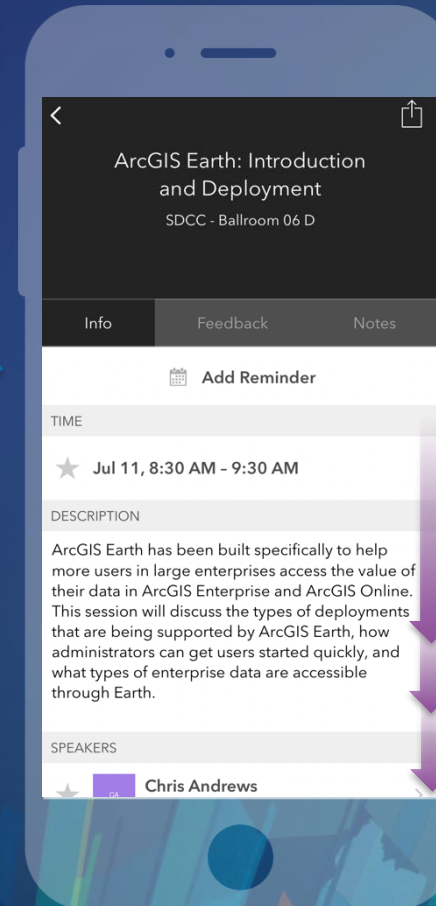 ArcGIS Earth: Introduction
and Deployment
SDCC - Ballroom 06 D
Info Feedback Notes
Add Reminder
TIME
Jul 11, 8:30 AM – 9:30 AM
DESCRIPTION
ArcGIS Earth has been built specifically to help
more users in large enterprises access the value of
their data in ArcGIS Enterprise and ArcGIS Online.
This session will discuss the types of deployments
that are being supported by ArcGIS Earth, how
administrators can get users started quickly, and
what types of enterprise data are accessible
through Earth.
SPEAKERS
CA
Chris Andrews